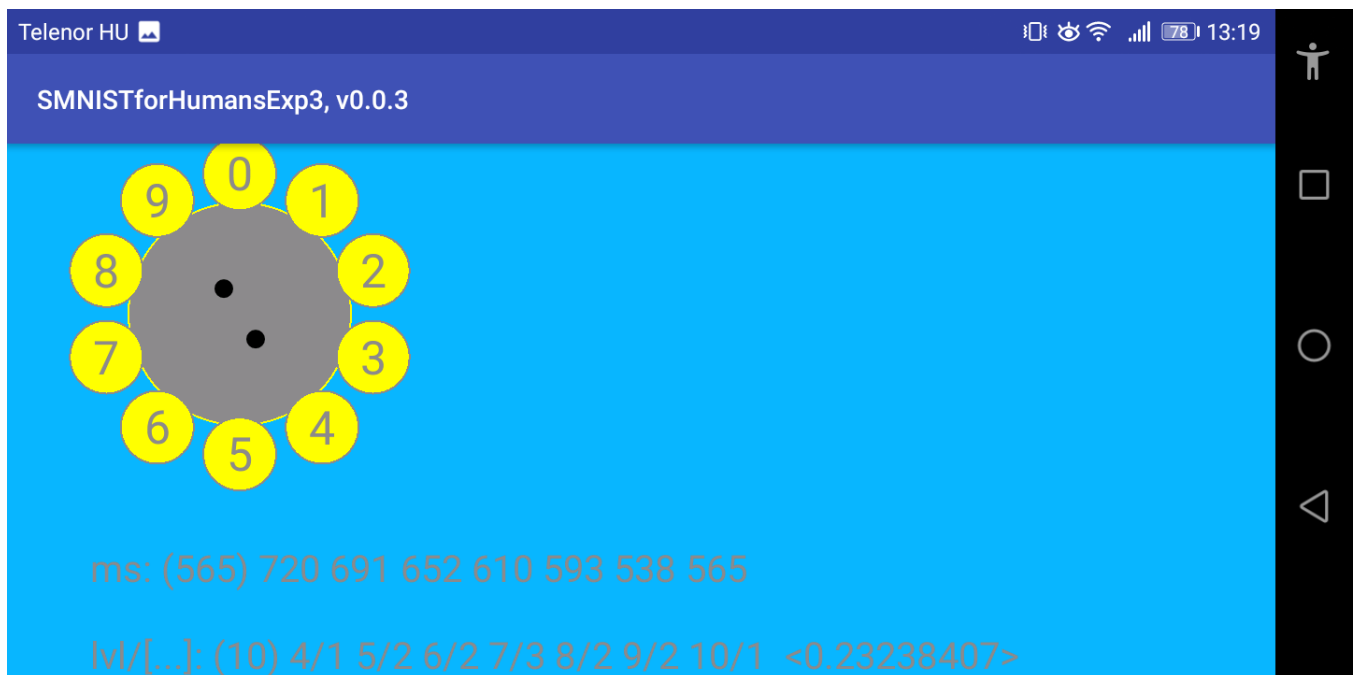 Telenor HU 78 13:19
SMNISTforHumansExp3, v0.0.3
0
9 1
8 2
7 3
6 4
5
ms: (565) 720 691 652 610 593 538 565
lvl/[...]: (10) 4/1 5/2 6/2 7/3 8/2 9/2 10/1 <0.23238407>